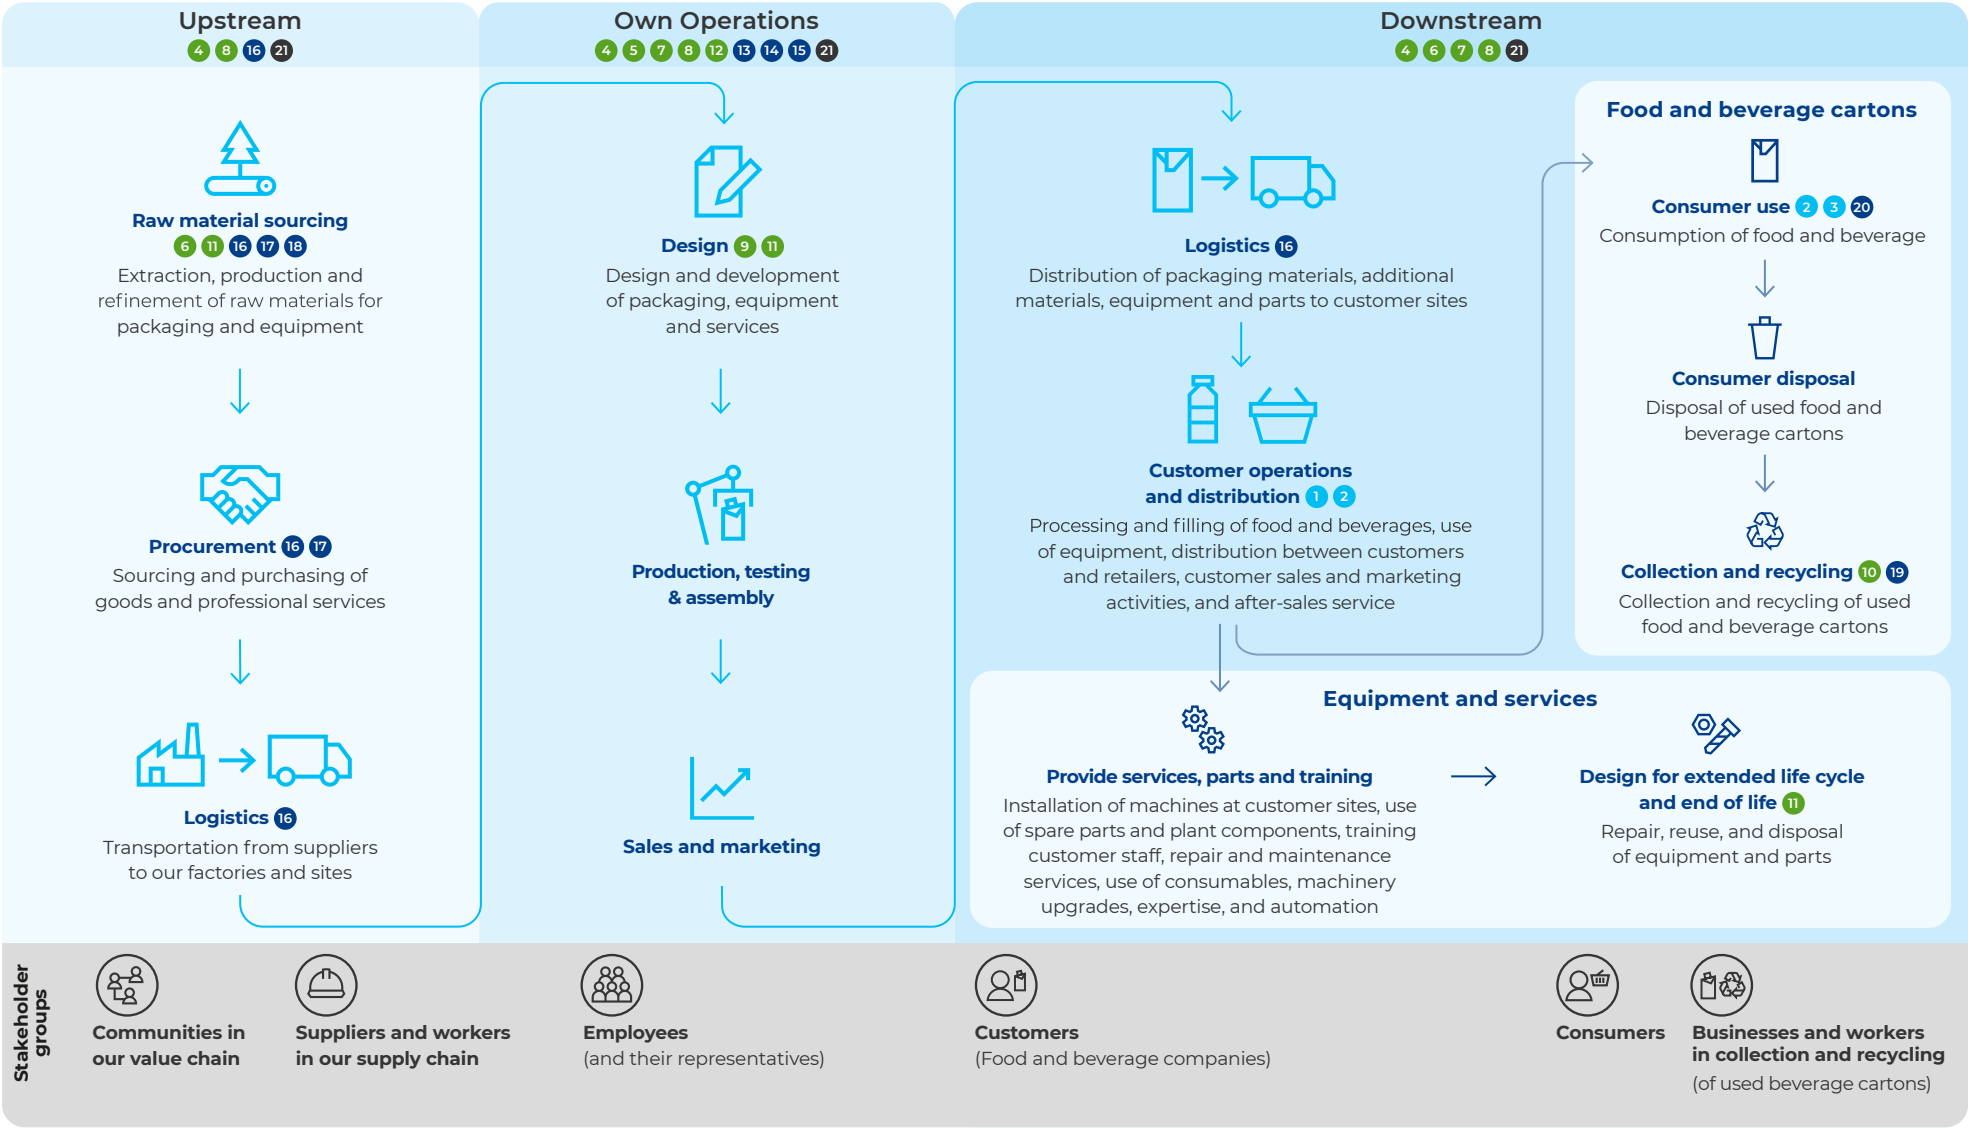 Upstream
4 8 16 21
Raw material sourcing
6 11 16 17 18
Extraction, production and
refinement of raw materials for
packaging and equipment
Procurement 16 17
Sourcing and purchasing of
goods and professional services
Logistics 16
Transportation from suppliers
to our factories and sites
Own Operations
4 5 7 8 12 13 14 15 21
Design 9 11
Design and development
of packaging, equipment
and services
Production, testing
& assembly
Sales and marketing
Downstream
4 6 7 8 21
Logistics 16
Distribution of packaging materials, additional
materials, equipment and parts to customer sites
Customer operations
and distribution 1 2
Processing and filling of food and beverages, use
of equipment, distribution between customers
and retailers, customer sales and marketing
activities, and after-sales service
Food and beverage cartons
Consumer use 2 3 20
Consumption of food and beverage
Consumer disposal
Disposal of used food and
beverage cartons
Collection and recycling 10 19
Collection and recycling of used
food and beverage cartons
Equipment and services
Provide services, parts and training
Installation of machines at customer sites, use
of spare parts and plant components, training
customer staff, repair and maintenance
services, use of consumables, machinery
upgrades, expertise, and automation
Design for extended life cycle
and end of life 11
Repair, reuse, and disposal
of equipment and parts
Stakeholder
groups
Communities in
our value chain
Suppliers and workers
in our supply chain
Employees
(and their representatives)
Customers
(Food and beverage companies)
Consumers
Businesses and workers
in collection and recycling
(of used beverage cartons)